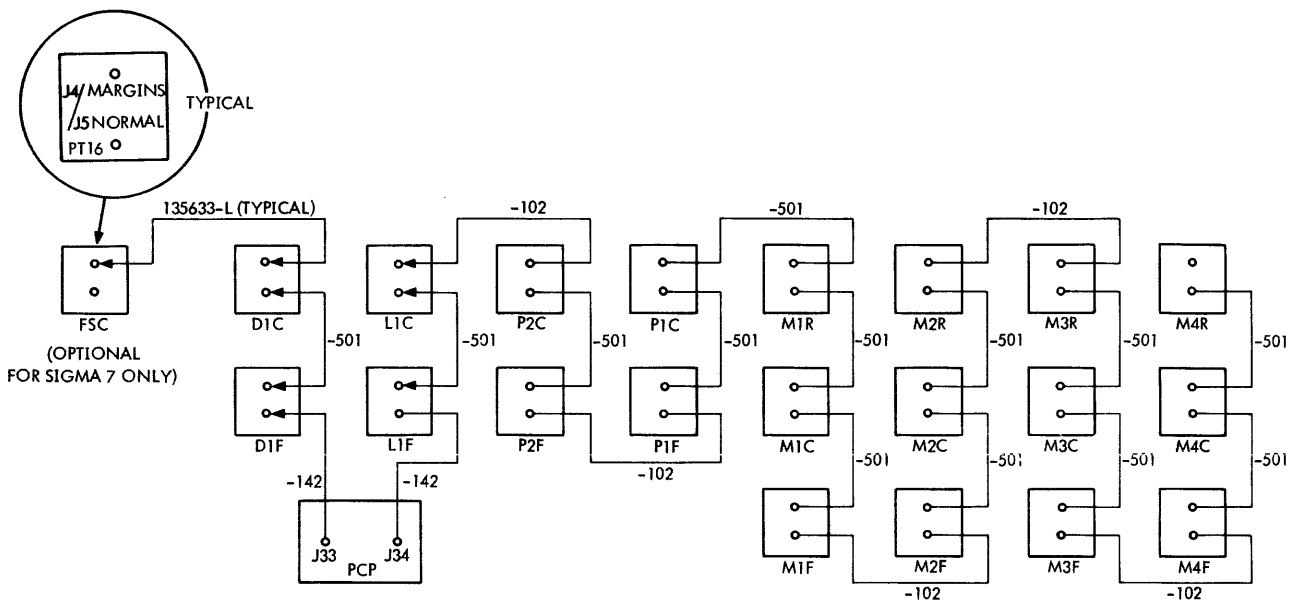 J4/ MARGINS
/J5 NORMAL
PT16
TYPICAL
135633-L (TYPICAL)
-102
-501
-102
FSC
D1C
L1C
P2C
P1C
M1R
M2R
M3R
M4R
(OPTIONAL
FOR SIGMA 7 ONLY)
-501
-501
-501
-501
-501
-501
-501
-501
D1F
L1F
P2F
P1F
M1C
M2C
M3C
M4C
-102
-501
-501
-501
-501
-142
-142
J33
J34
PCP
M1F
M2F
M3F
M4F
-102
-102